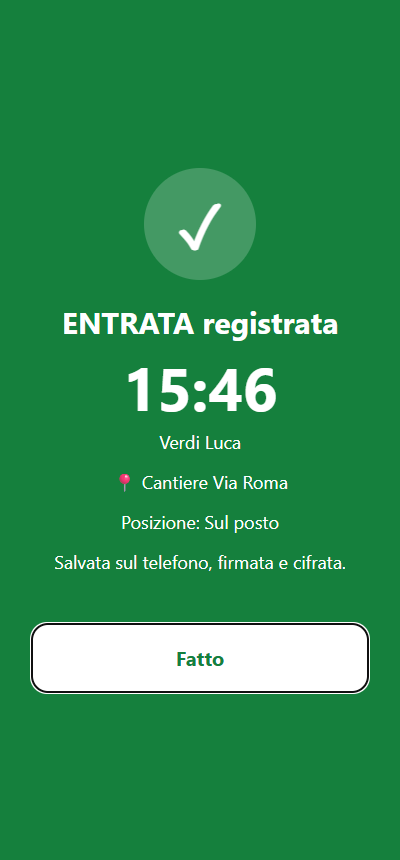 ENTRATA registrata
15:46
Verdi Luca
📍 Cantiere Via Roma
Posizione: Sul posto
Salvata sul telefono, firmata e cifrata.
Fatto